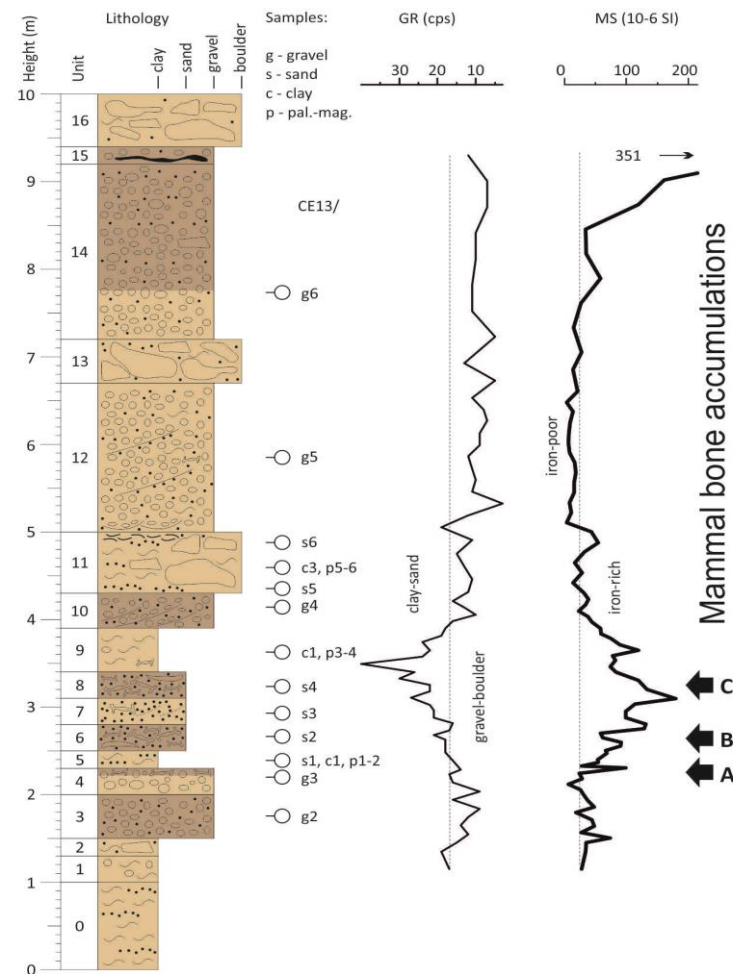 Lithology
Samples:
GR (cps)
MS (10-6 SI)
Height (m)
Unit
clay
sand
gravel
boulder
g - gravel
s - sand
c - clay
p - pal.-mag.
30 20 10
0 100 200
10
16
15
351
9
CE13/
14
8
g6
7
13
12
6
g5
iron-poor
5
s6
11
c3, p5-6
s5
clay-sand
iron-rich
g4
10
4
9
c1, p3-4
8
s4
C
3
7
s3
gravel-boulder
6
s2
B
5
s1, c1, p1-2
A
4
g3
2
3
g2
2
1
1
0
0
Mammal bone accumulations